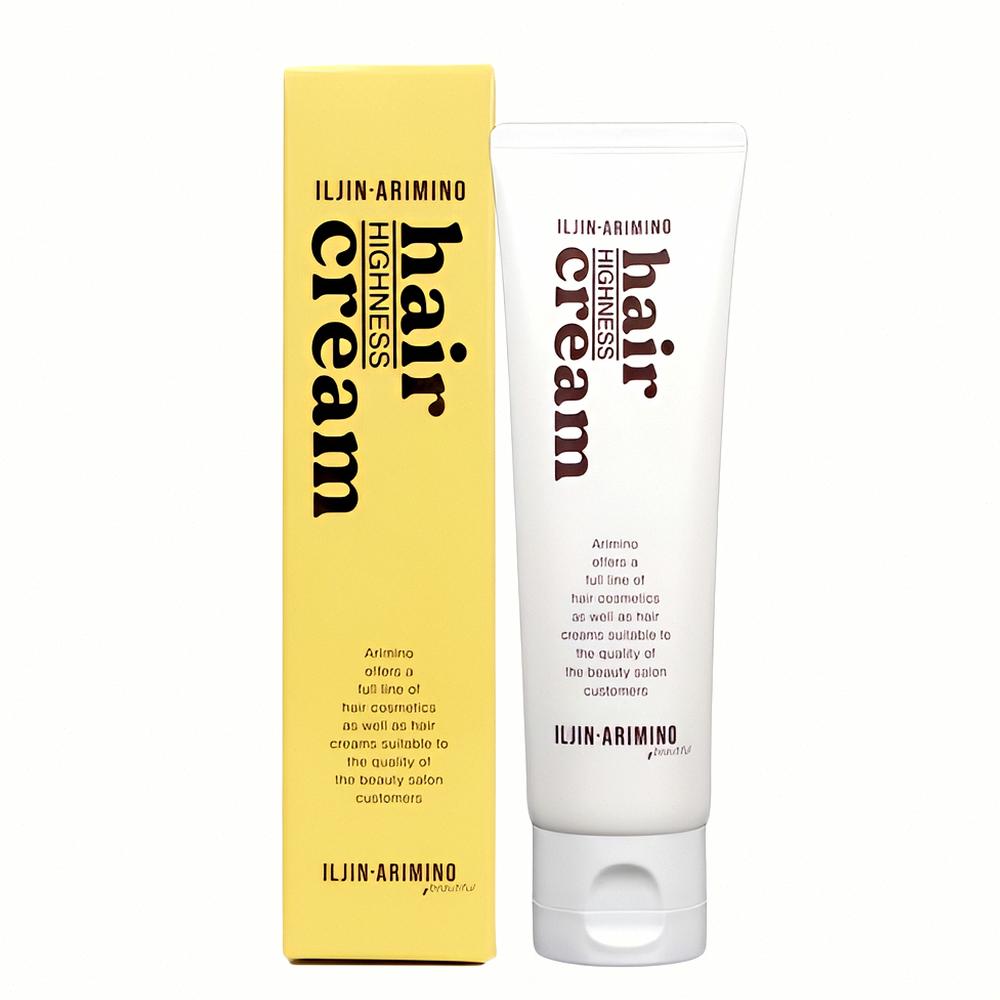 ILJIN·ARIMINO
hair
HIGHNESS
cream
Arimino
offers a
full line of
hair cosmetics
as well as hair
creams suitable to
the quality of
the beauty salon
customers
ILJIN·ARIMINO
beautiful
ILJIN·ARIMINO
hair
HIGHNESS
cream
Arimino
offers a
full line of
hair cosmetics
as well as hair
creams suitable to
the quality of
the beauty salon
customers
ILJIN·ARIMINO
beautiful